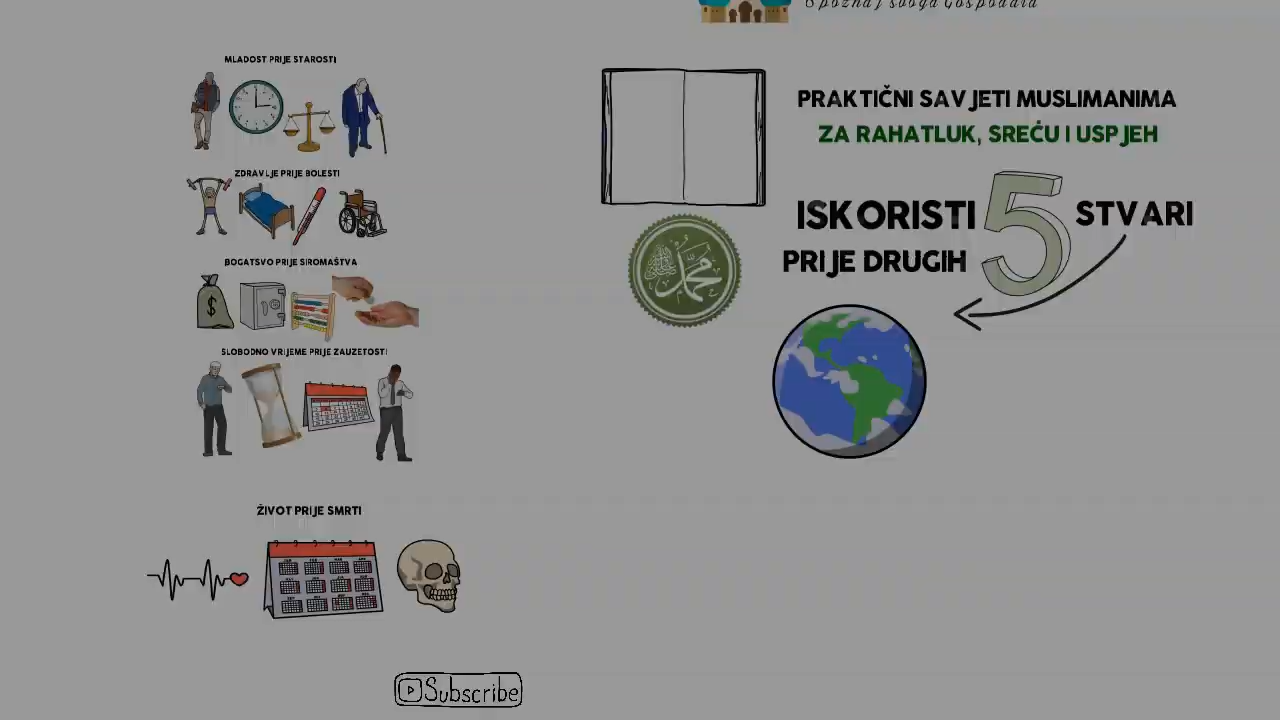 Spoznaj svoga Gospodara
MLADOST PRIJE STAROSTI
ZDRAVLJE PRIJE BOLESTI
BOGATSVO PRIJE SIROMAŠTVA
SLOBODNO VRIJEME PRIJE ZAUZETOSTI
ŽIVOT PRIJE SMRTI
Subscribe
PRAKTIČNI SAVJETI MUSLIMANIMA
ZA RAHATLUK, SREĆU I USPJEH
ISKORISTI 5 STVARI
PRIJE DRUGIH
محمد